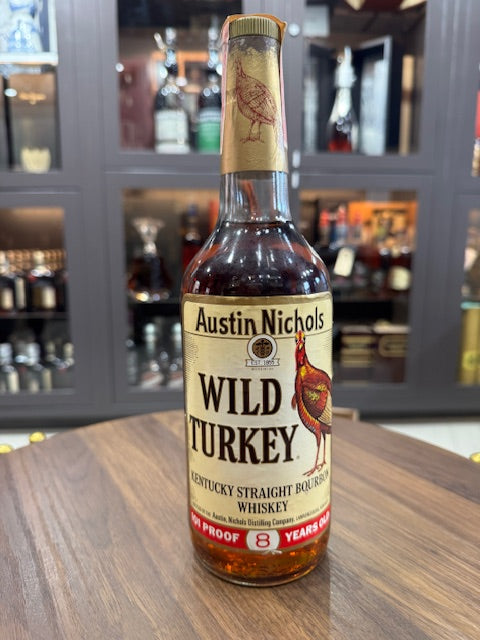 Austin Nichols
EST. 1855
WILD
TURKEY
KENTUCKY STRAIGHT BOURBON
WHISKEY
Austin, Nichols Distilling Company,
101 PROOF 8 YEARS OLD